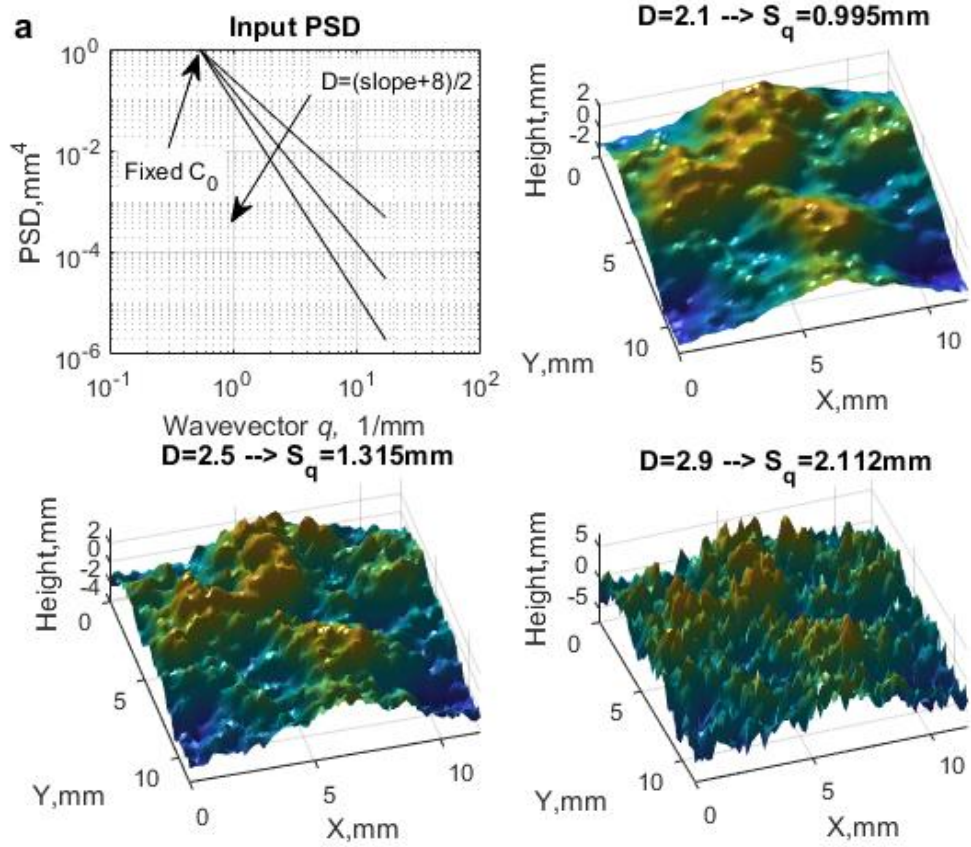 a
Input PSD
10^0
10^-2
10^-4
10^-6
PSD,mm^4
D=(slope+8)/2
Fixed C_0
10^-1
10^0
10^1
10^2
Wavevector q, 1/mm
D=2.1 --> S_q=0.995mm
Height,mm
2
0
-2
0
5
10
Y,mm
0
5
10
X,mm
D=2.5 --> S_q=1.315mm
Height,mm
2
0
-2
-4
0
5
10
Y,mm
0
5
10
X,mm
D=2.9 --> S_q=2.112mm
Height,mm
5
0
-5
0
5
10
Y,mm
0
5
10
X,mm